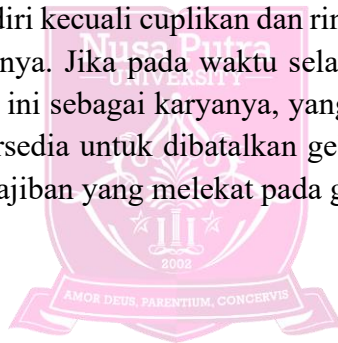 diri kecuali cuplikan dan rin
Nusa Putra
nya. Jika pada waktu sela
UNIVERSITY
ini sebagai karyanya, yang
rsedia untuk dibatalkan ge
ajiban yang melekat pada g
2002
AMOR DEUS, PARENTIUM, CONCERVIS